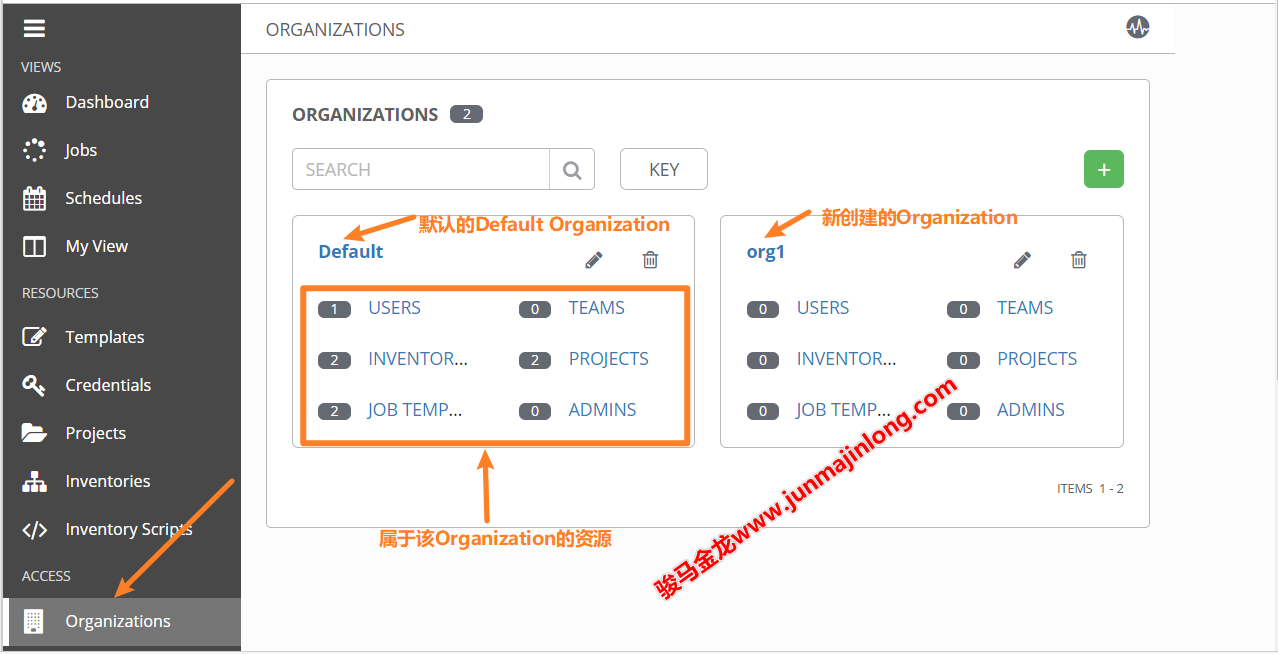 ORGANIZATIONS
VIEWS
Dashboard
Jobs
Schedules
My View
RESOURCES
Templates
Credentials
Projects
Inventories
Inventory Scripts
ACCESS
Organizations
ORGANIZATIONS 2
SEARCH
KEY
+
默认的Default Organization
Default
1 USERS
0 TEAMS
2 INVENTOR...
2 PROJECTS
2 JOB TEMP...
0 ADMINS
属于该Organization的资源
新创建的Organization
org1
0 USERS
0 TEAMS
0 INVENTOR...
0 PROJECTS
0 JOB TEMP...
0 ADMINS
ITEMS 1 - 2
骏马金龙www.junmajinlong.com